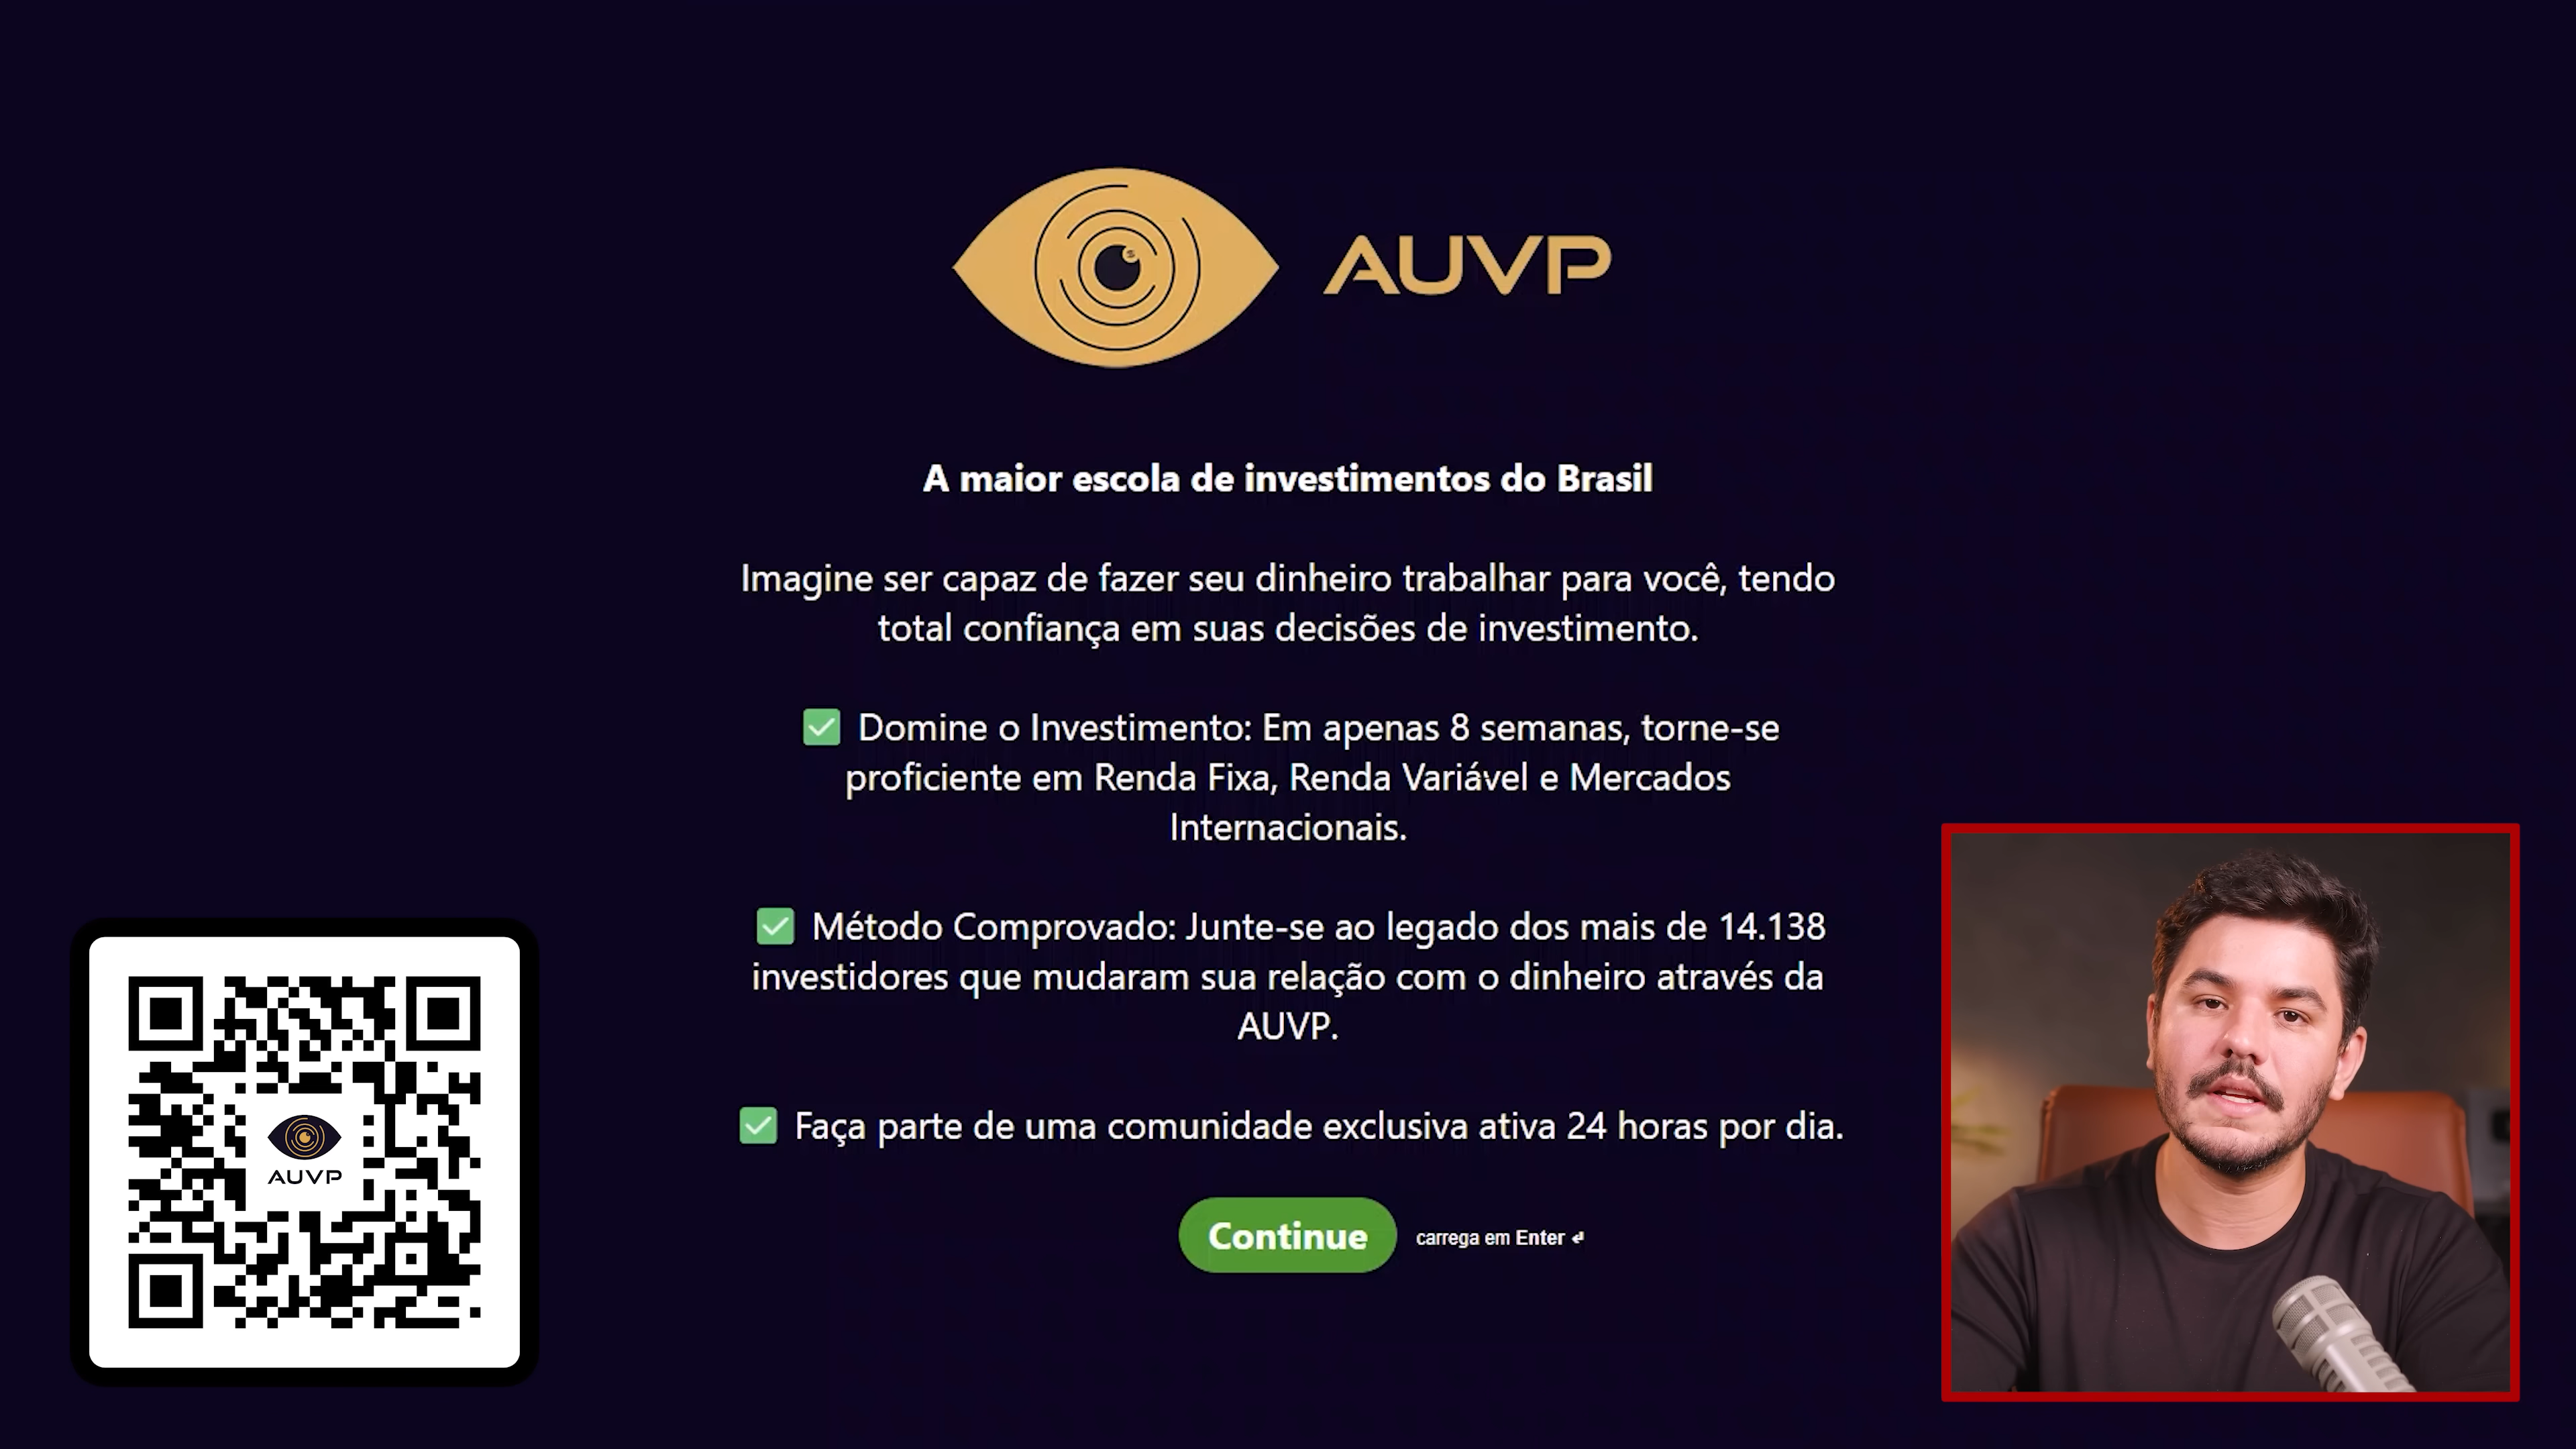 AUVP
A maior escola de investimentos do Brasil
Imagine ser capaz de fazer seu dinheiro trabalhar para você, tendo
total confiança em suas decisões de investimento.
✅ Domine o Investimento: Em apenas 8 semanas, torne-se
proficiente em Renda Fixa, Renda Variável e Mercados
Internacionais.
✅ Método Comprovado: Junte-se ao legado dos mais de 14.138
investidores que mudaram sua relação com o dinheiro através da
AUVP.
✅ Faça parte de uma comunidade exclusiva ativa 24 horas por dia.
Continue carrega em Enter ↵
AUVP